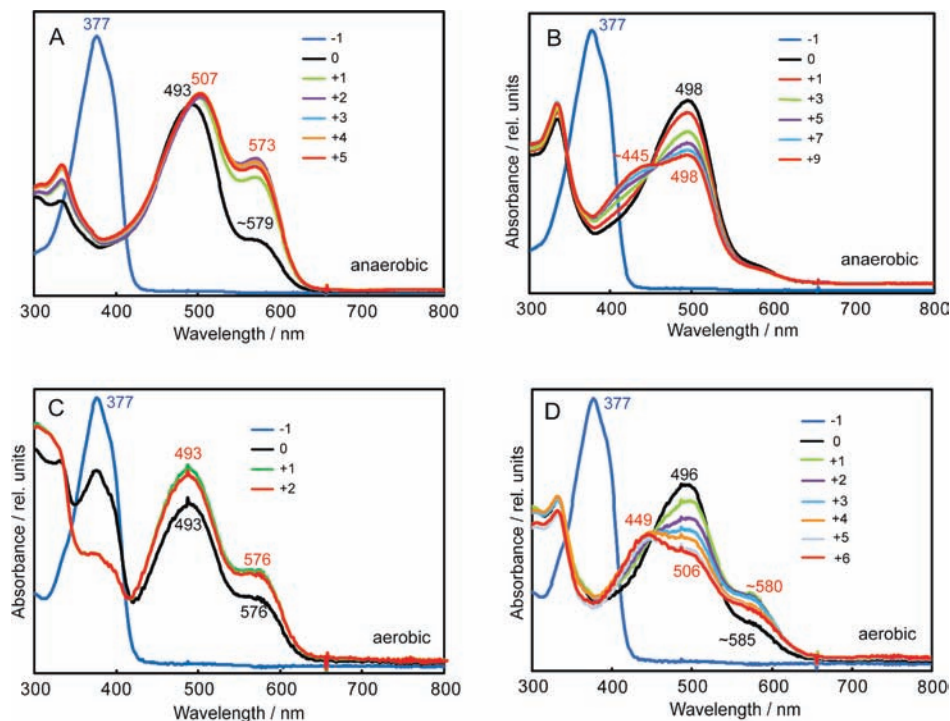 A
377
493
507
573
~579
-1
0
+1
+2
+3
+4
+5
anaerobic
300 400 500 600 700 800
Wavelength / nm
B
377
498
~445
498
-1
0
+1
+3
+5
+7
+9
anaerobic
Absorbance / rel. units
300 400 500 600 700 800
Wavelength / nm
C
377
493
493
576
576
-1
0
+1
+2
aerobic
Absorbance / rel. units
300 400 500 600 700 800
Wavelength / nm
D
377
496
449
506
~580
~585
-1
0
+1
+2
+3
+4
+5
+6
aerobic
Absorbance / rel. units
300 400 500 600 700 800
Wavelength / nm